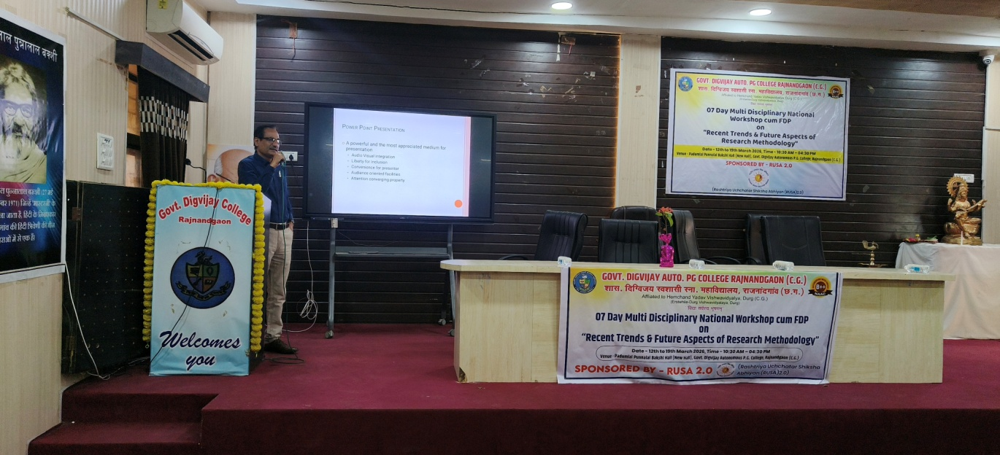 लाल पुन्नालाल बक्शी
ल पुन्नालाल बख्शी (27 मई
म्बर 1971) जिन्हें 'मास्टरजी' के
ना जाता है, हिंदी के निबंधकार
गांव की हिंदी त्रिवेणी की तीन
धाराओं में से एक हैं।
Govt. Digvijay College
Rajnandgaon
Welcomes
you
POWER POINT PRESENTATION
A powerful and the most appreciated medium for
presentation
Audio Visual integration
Liberty for inclusion
Convenience for presenter
Audience oriented facilities
Attention converging property
GOVT. DIGVIJAY AUTO. PG COLLEGE RAJNANDGAON (C.G.)
शास. दिग्विजय स्वशासी स्ना. महाविद्यालय, राजनांदगांव (छ.ग.)
Affiliated to Hemchand Yadav Vishwavidyalya, Durg (C.G.)
07 Day Multi Disciplinary National
Workshop cum FDP
on
"Recent Trends & Future Aspects of
Research Methodology"
Date - 12th to 19th March 2026, Time - 10:30 AM - 04:30 PM
Venue - Padumlal Punnalal Bakshi Hall (New Hall), Govt. Digvijay Autonomous P.G. College, Rajnandgaon (C.G.)
SPONSORED BY - RUSA 2.0
(Rashtriya Uchchatar Shiksha Abhiyan (RUSA)2.0)
GOVT. DIGVIJAY AUTO. PG COLLEGE RAJNANDGAON (C.G.)
शास. दिग्विजय स्वशासी स्ना. महाविद्यालय, राजनांदगांव (छ.ग.)
B++
NAAC
Affiliated to Hemchand Yadav Vishwavidyalya, Durg (C.G.)
(Erstwhile-Durg Vishwavidyalaya, Durg)
विद्या सर्वस्य भूषणम्
07 Day Multi Disciplinary National Workshop cum FDP
on
"Recent Trends & Future Aspects of Research Methodology"
Date - 12th to 19th March 2026, Time - 10:30 AM - 04:30 PM
Venue - Padumlal Punnalal Bakshi Hall (New Hall), Govt. Digvijay Autonomous P.G. College, Rajnandgaon (C.G.)
SPONSORED BY - RUSA 2.0
(Rashtriya Uchchatar Shiksha
Abhiyan (RUSA)2.0)